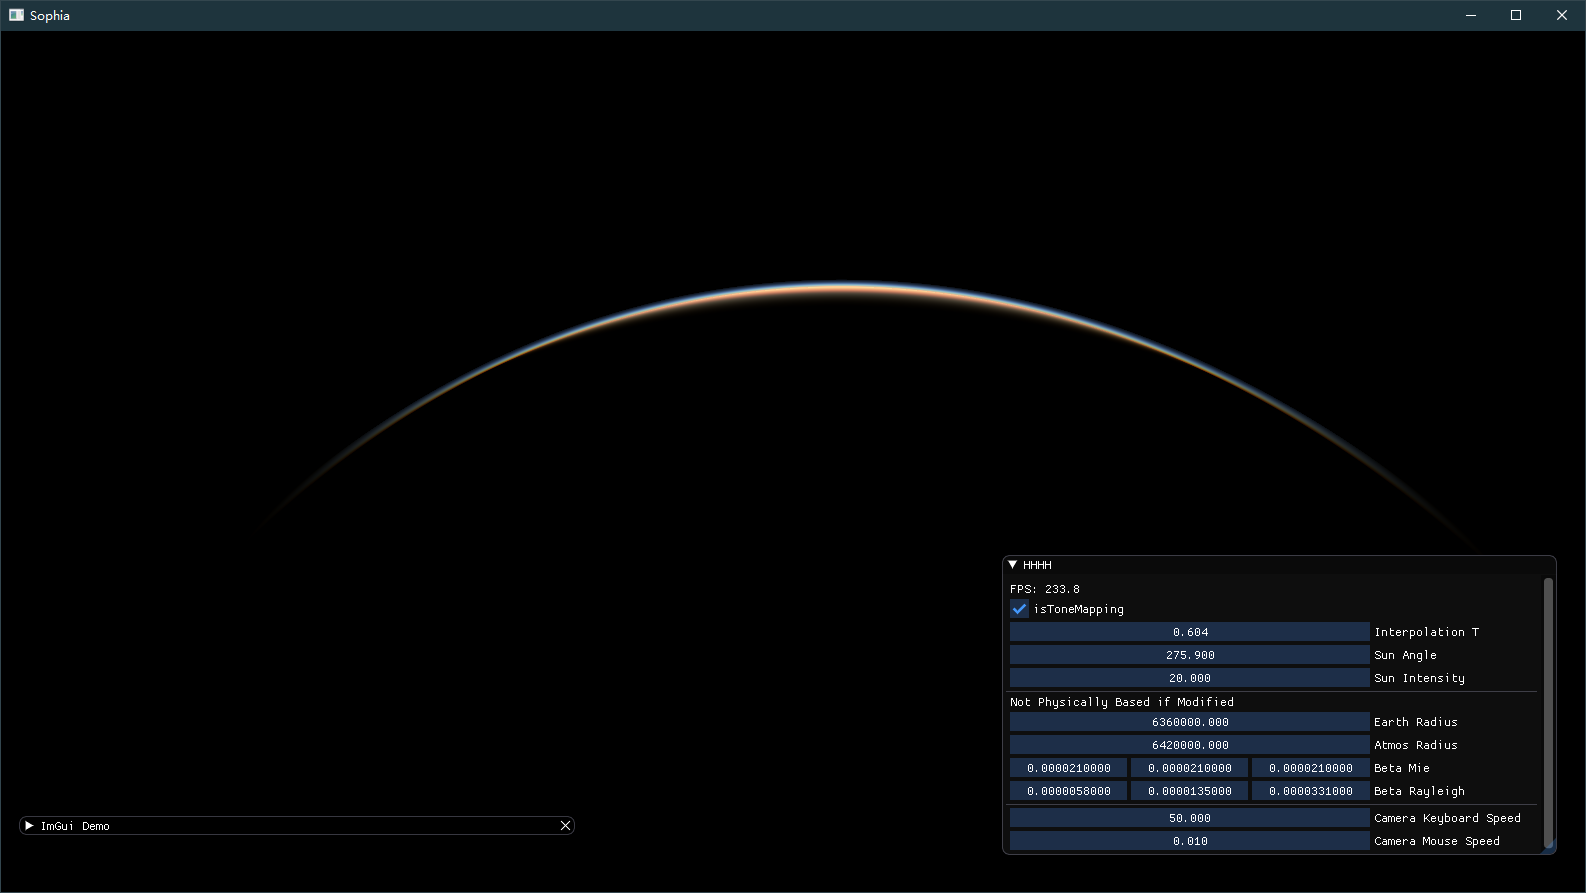 Sophia
HHHH
FPS: 233.8
isToneMapping
0.604 Interpolation T
275.900 Sun Angle
20.000 Sun Intensity
Not Physically Based if Modified
6360000.000 Earth Radius
6420000.000 Atmos Radius
0.0000210000 0.0000210000 0.0000210000 Beta Mie
0.0000058000 0.0000135000 0.0000331000 Beta Rayleigh
50.000 Camera Keyboard Speed
0.010 Camera Mouse Speed
ImGui Demo